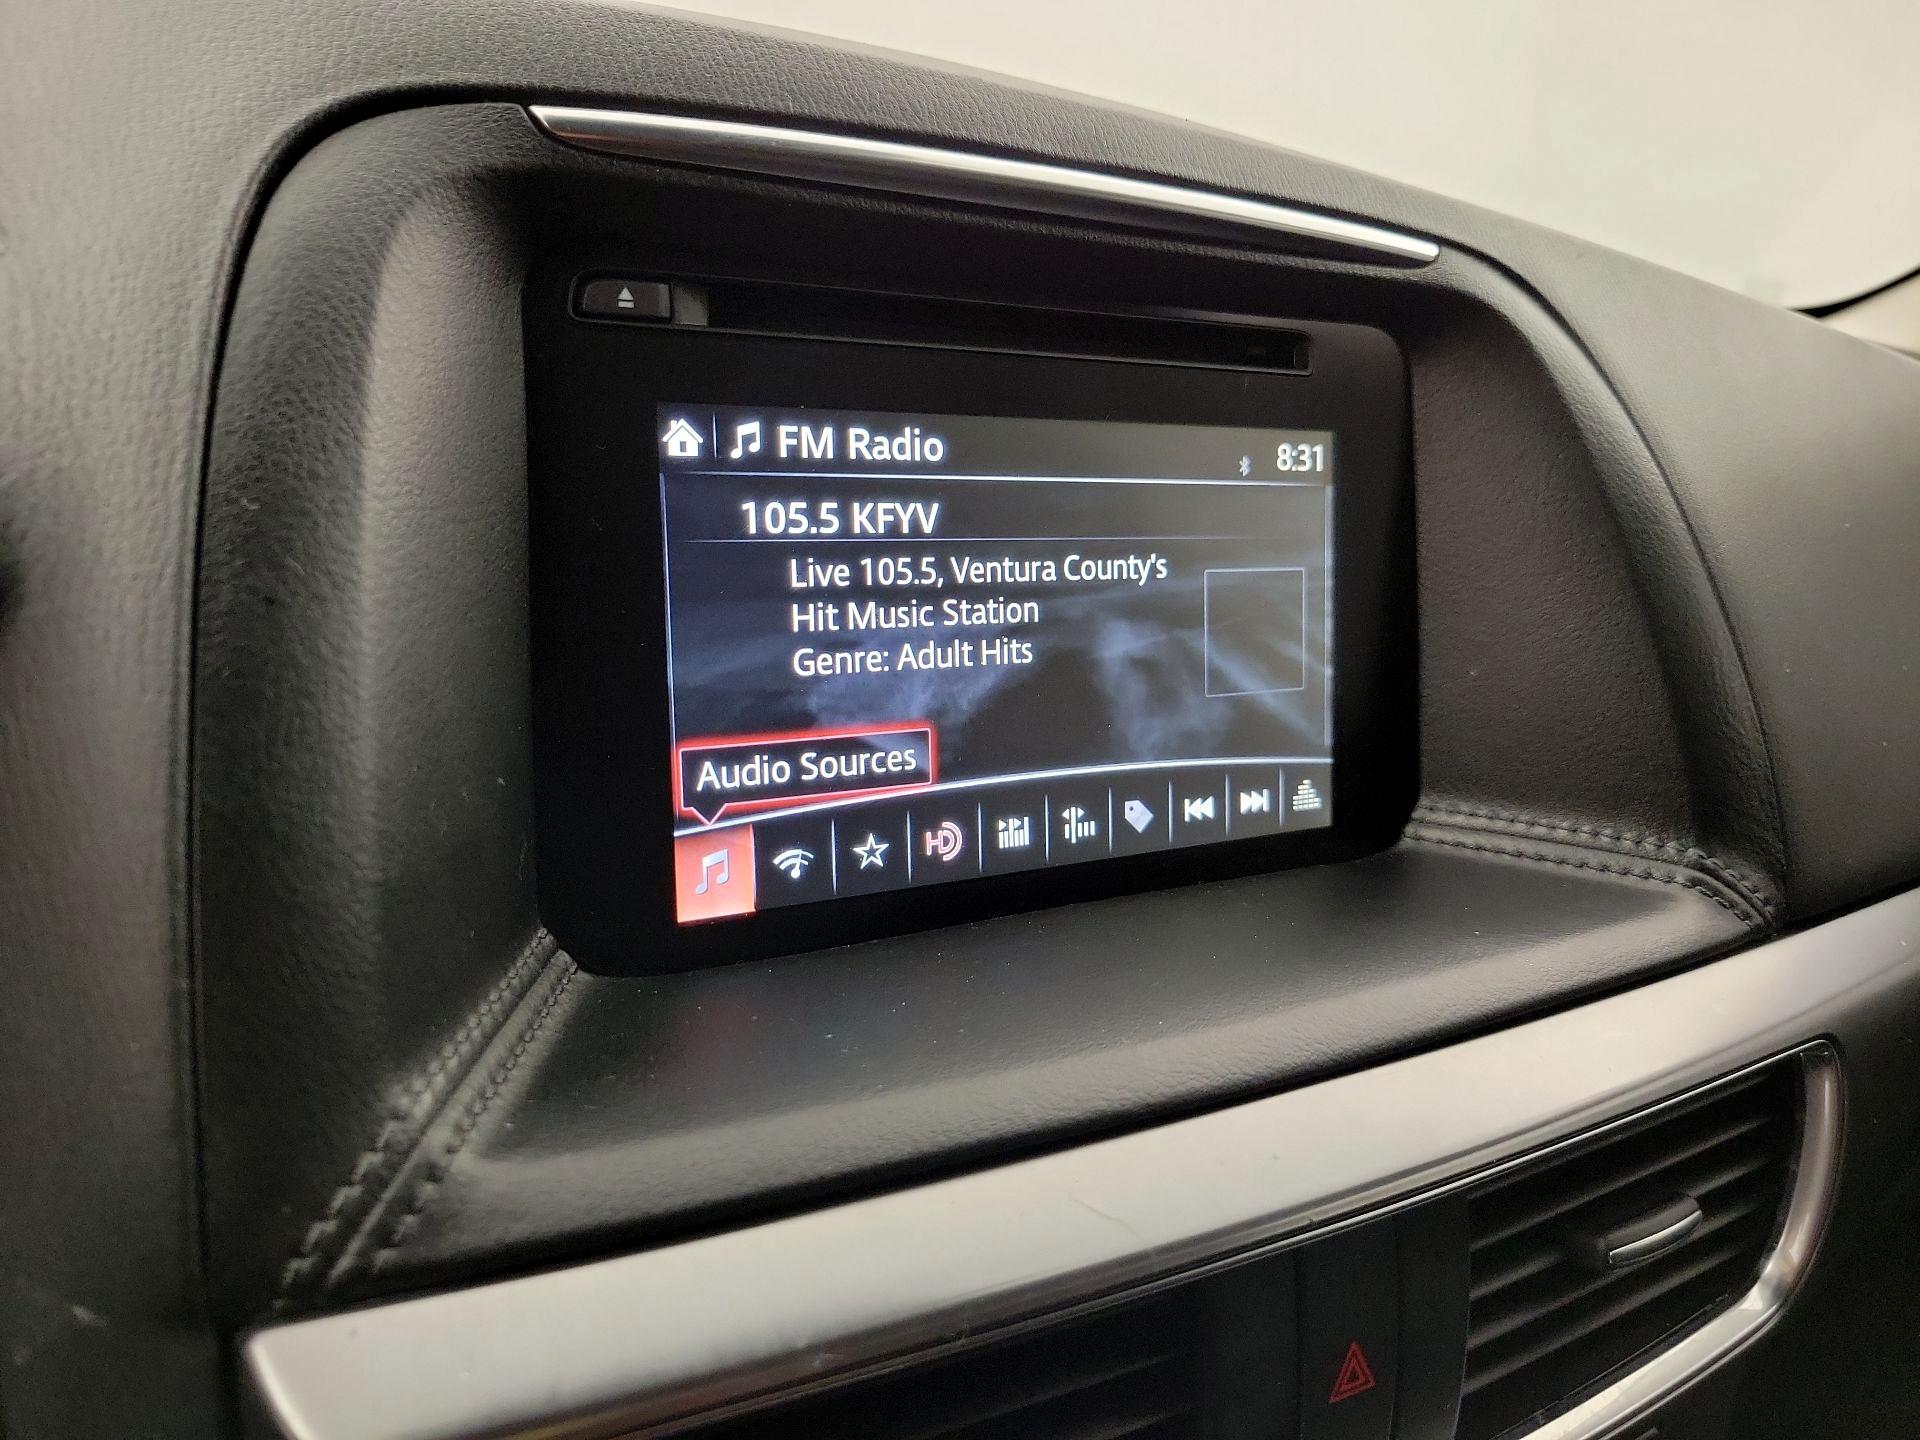 FM Radio
8:31
105.5 KFYV
Live 105.5, Ventura County's
Hit Music Station
Genre: Adult Hits
Audio Sources
HD